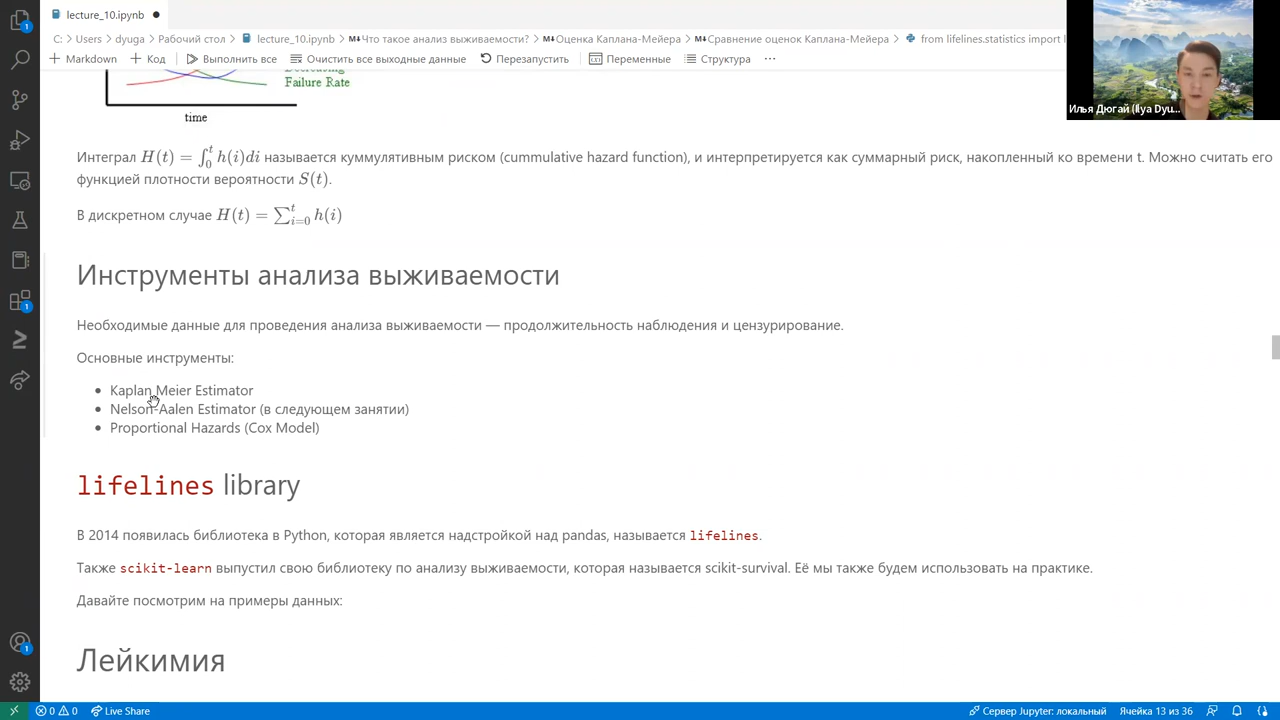 lecture_10.ipynb
C: > Users > dyuga > Рабочий стол > lecture_10.ipynb > Что такое анализ выживаемости? > Оценка Каплана-Мейера > Сравнение оценок Каплана-Мейера > from lifelines.statistics import
Markdown Код Выполнить все Очистить все выходные данные Перезапустить Переменные Структура ...
Failure Rate
time
Илья Дюгай (Ilya Dyu...
Интеграл H(t) = ∫₀ᵗ h(i)di называется куммулятивным риском (cummulative hazard function), и интерпретируется как суммарный риск, накопленный ко времени t. Можно считать его
функцией плотности вероятности S(t).
В дискретном случае H(t) = ∑ᵗᵢ₌₀ h(i)
Инструменты анализа выживаемости
Необходимые данные для проведения анализа выживаемости — продолжительность наблюдения и цензурирование.
Основные инструменты:
• Kaplan Meier Estimator
• Nelson-Aalen Estimator (в следующем занятии)
• Proportional Hazards (Cox Model)
lifelines library
В 2014 появилась библиотека в Python, которая является надстройкой над pandas, называется lifelines.
Также scikit-learn выпустил свою библиотеку по анализу выживаемости, которая называется scikit-survival. Её мы также будем использовать на практике.
Давайте посмотрим на примеры данных:
Лейкимия
0 0 Live Share Сервер Jupyter: локальный Ячейка 13 из 36